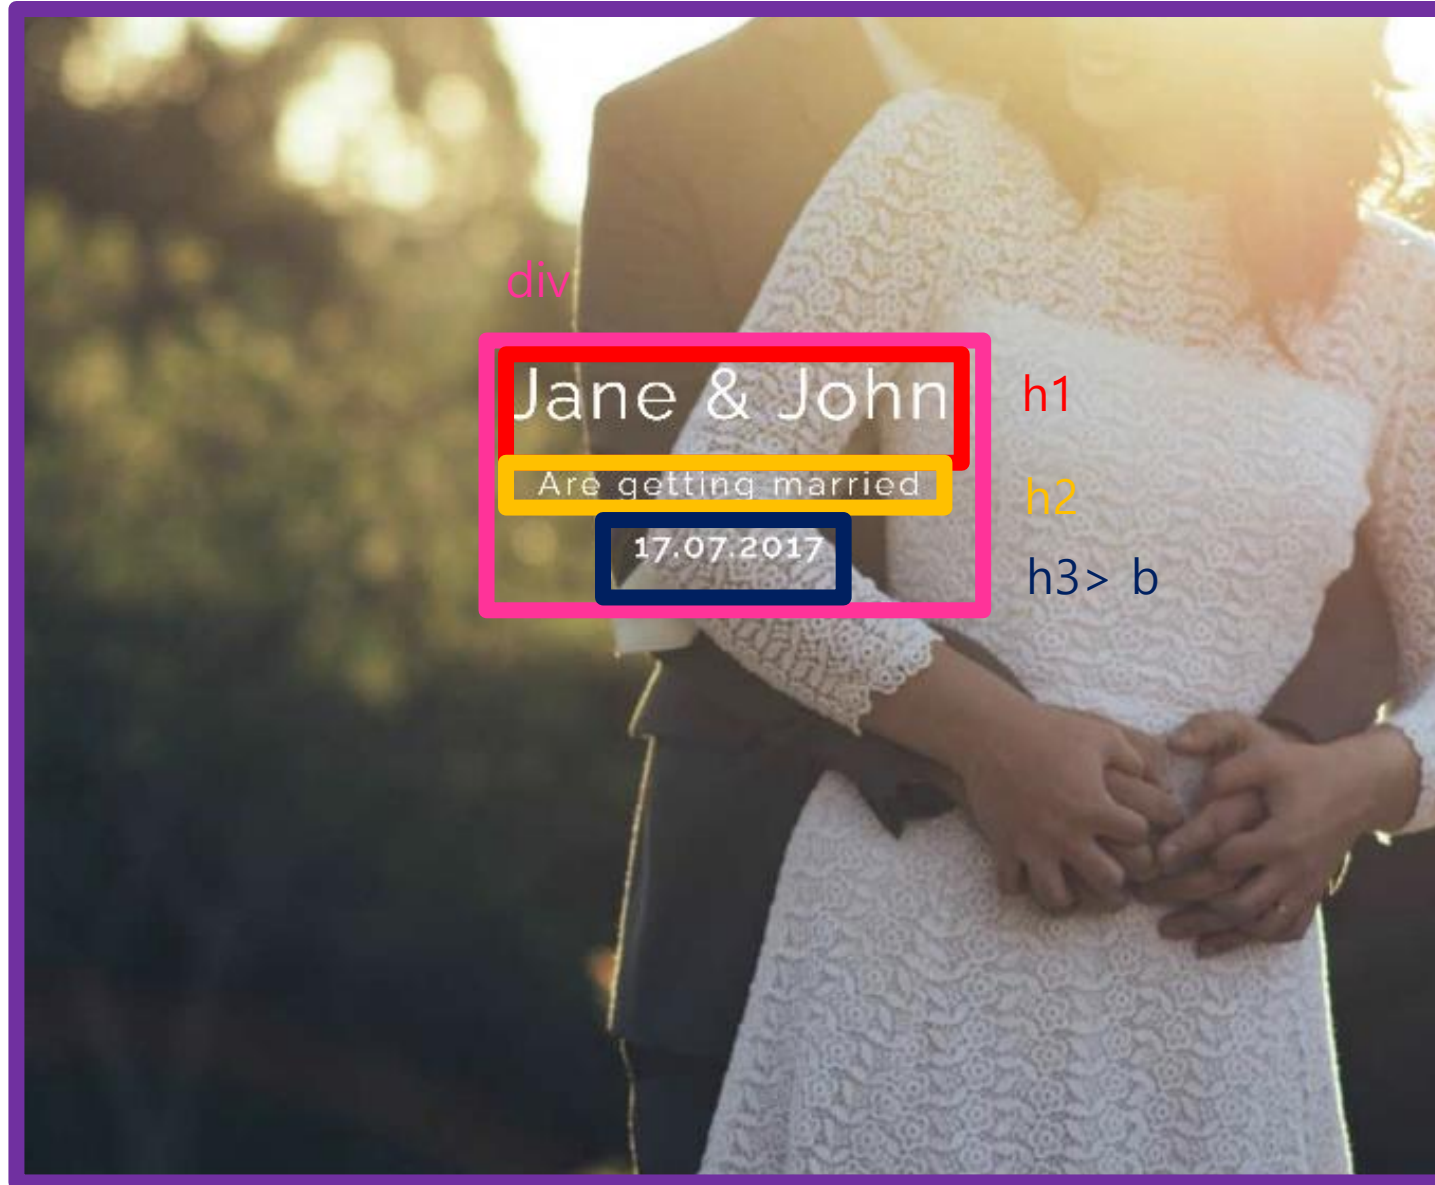 div
Jane & John
h1
Are getting married
h2
17.07.2017
h3> b